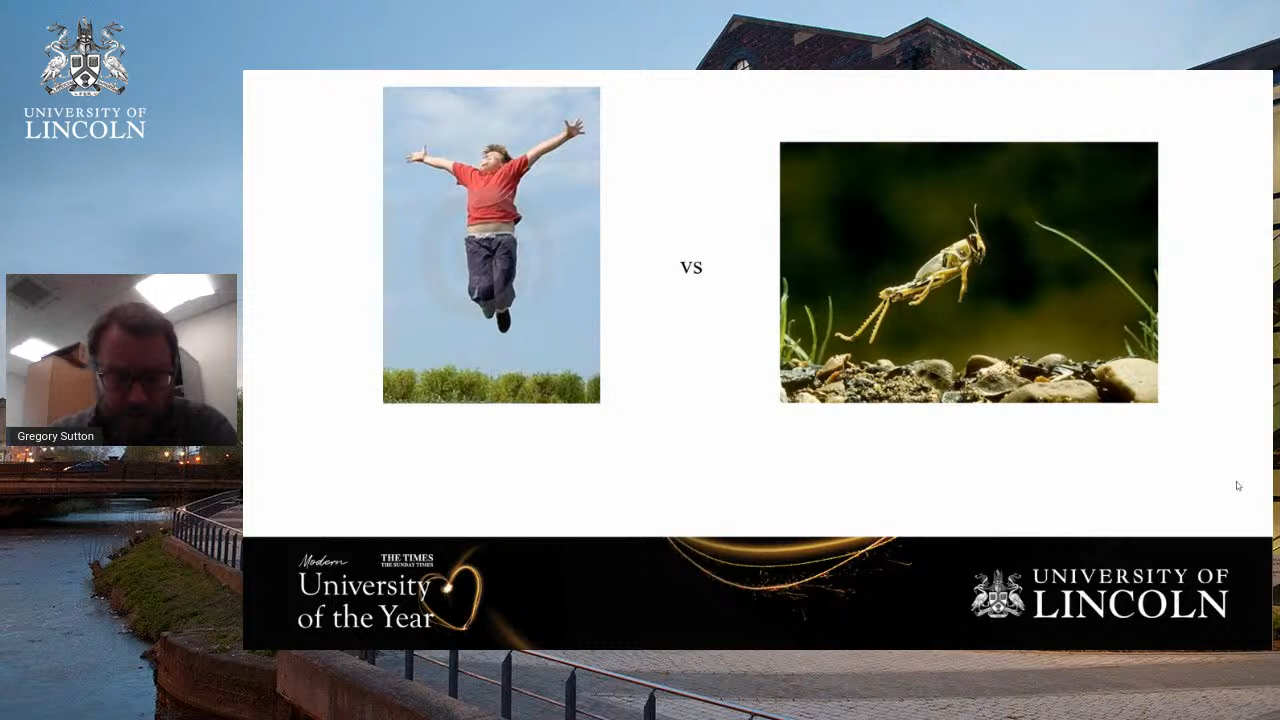 UNIVERSITY OF
LINCOLN
vs
Gregory Sutton
Modern
University
of the Year
THE TIMES
THE SUNDAY TIMES
UNIVERSITY OF
LINCOLN